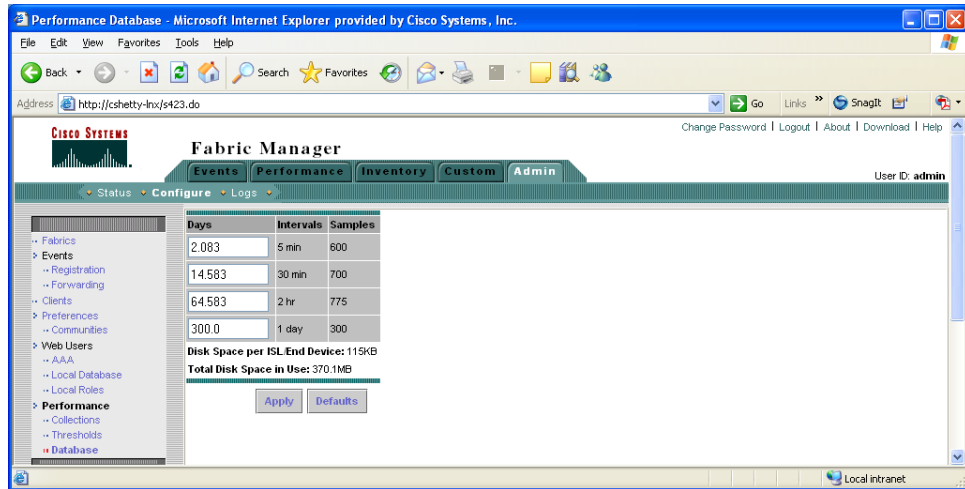 Performance Database - Microsoft Internet Explorer provided by Cisco Systems, Inc.
File Edit View Favorites Tools Help
Back Search Favorites
Address http://cshetty-lnx/s423.do Go Links » SnagIt
Change Password | Logout | About | Download | Help
CISCO SYSTEMS
Fabric Manager
Events Performance Inventory Custom Admin
User ID: admin
Status Configure Logs
Fabrics
Events
Registration
Forwarding
Clients
Preferences
Communities
Web Users
AAA
Local Database
Local Roles
Performance
Collections
Thresholds
Database
Days Intervals Samples
2.083 5 min 600
14.583 30 min 700
64.583 2 hr 775
300.0 1 day 300
Disk Space per ISL/End Device: 115KB
Total Disk Space in Use: 370.1MB
Apply Defaults
Local intranet